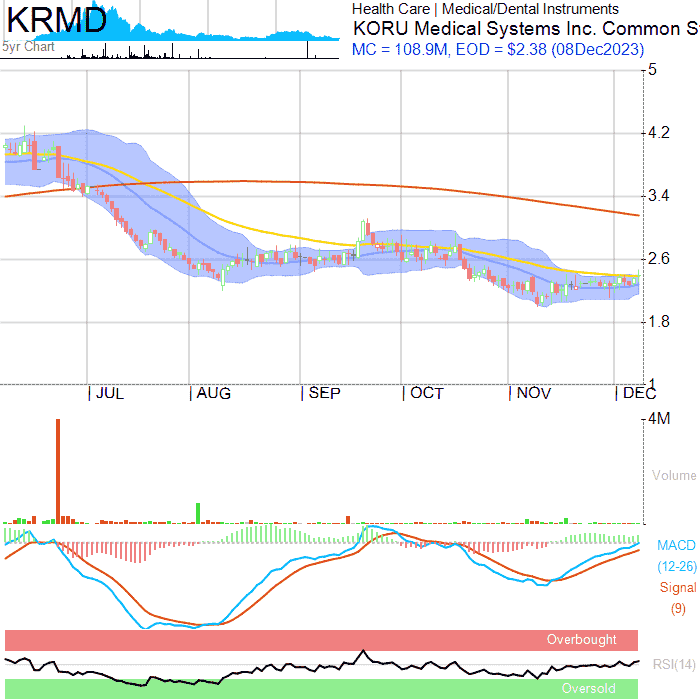 KRMD
5yr Chart
Health Care | Medical/Dental Instruments
KORU Medical Systems Inc. Common S
MC = 108.9M, EOD = $2.38 (08Dec2023)
5
4.2
3.4
2.6
1.8
1
JUL AUG SEP OCT NOV DEC
4M
Volume
MACD
(12-26)
Signal
(9)
Overbought
RSI(14)
Oversold